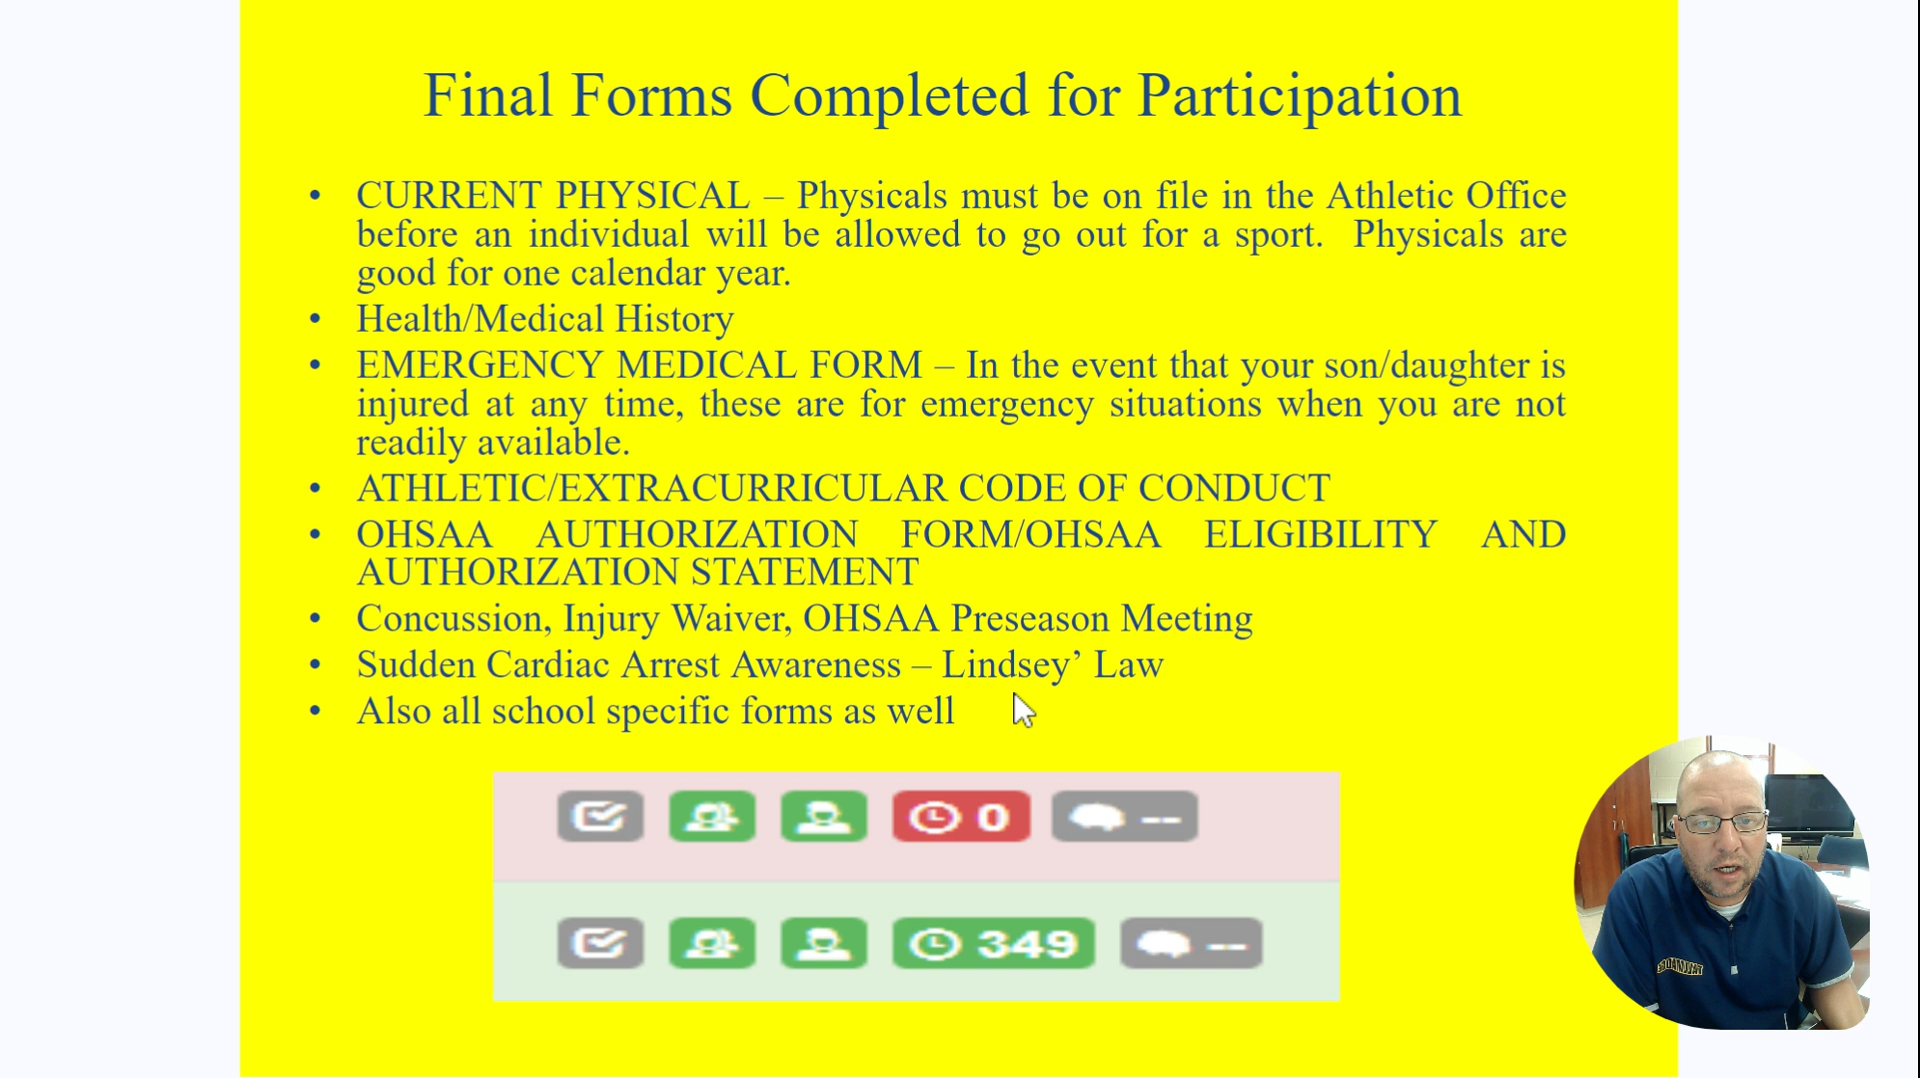 Final Forms Completed for Participation
• CURRENT PHYSICAL – Physicals must be on file in the Athletic Office
before an individual will be allowed to go out for a sport. Physicals are
good for one calendar year.
• Health/Medical History
• EMERGENCY MEDICAL FORM – In the event that your son/daughter is
injured at any time, these are for emergency situations when you are not
readily available.
• ATHLETIC/EXTRACURRICULAR CODE OF CONDUCT
• OHSAA AUTHORIZATION FORM/OHSAA ELIGIBILITY AND
AUTHORIZATION STATEMENT
• Concussion, Injury Waiver, OHSAA Preseason Meeting
• Sudden Cardiac Arrest Awareness – Lindsey’ Law
• Also all school specific forms as well
0 --
349 --